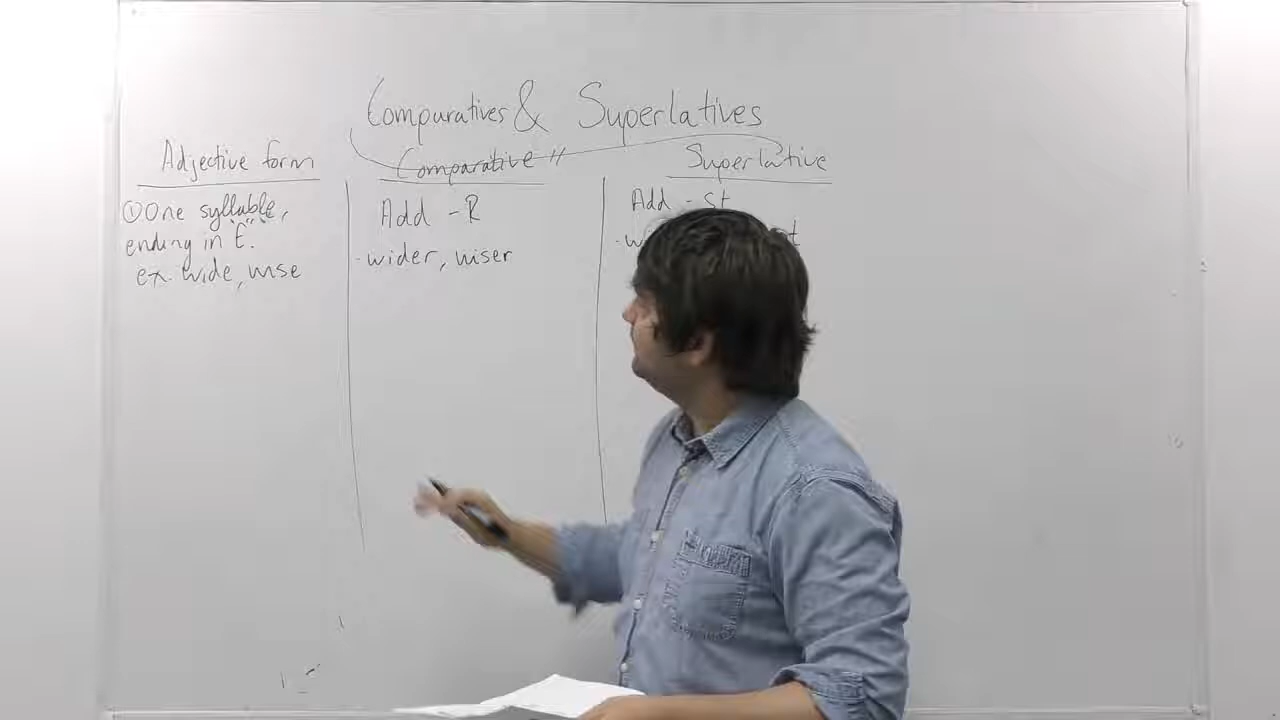 Comparatives & Superlatives
Adjective form
① One syllable,
ending in "E".
ex. wide, wise
Comparative
Add - R
- wider, wiser
Superlative
Add - St